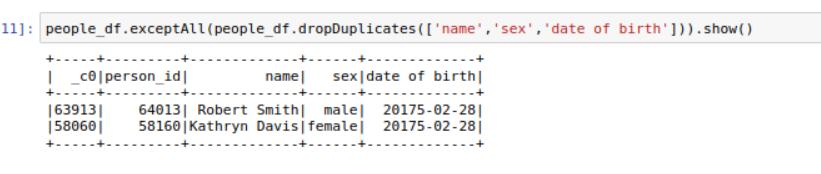 11]: people_df.exceptAll(people_df.dropDuplicates(['name','sex','date of birth'])).show()
+-----+---------+-------------+------+-------------+
|  _c0|person_id|         name|   sex|date of birth|
+-----+---------+-------------+------+-------------+
|63913|    64013| Robert Smith|  male|  20175-02-28|
|58060|    58160|Kathryn Davis|female|  20175-02-28|
+-----+---------+-------------+------+-------------+